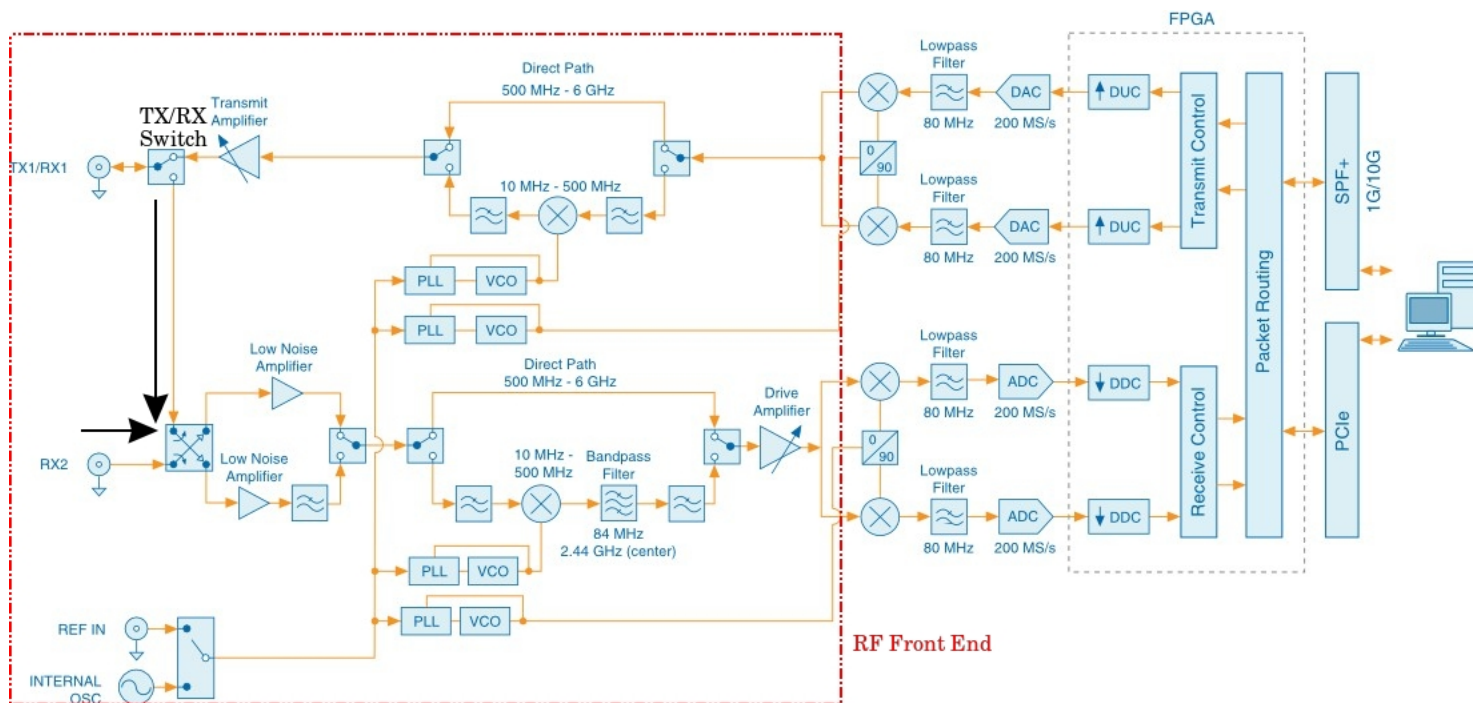 FPGA
Lowpass
Filter
Direct Path
500 MHz - 6 GHz
Transmit
Amplifier
TX/RX
Switch
DAC
DUC
80 MHz
200 MS/s
TX1/RX1
0
90
10 MHz - 500 MHz
Lowpass
Filter
DAC
DUC
80 MHz
200 MS/s
Transmit Control
Packet Routing
SPF+
1G/10G
PLL
VCO
PLL
VCO
Low Noise
Amplifier
Direct Path
500 MHz - 6 GHz
Drive
Amplifier
Lowpass
Filter
ADC
DDC
80 MHz
200 MS/s
0
90
RX2
Low Noise
Amplifier
10 MHz -
500 MHz
Bandpass
Filter
84 MHz
2.44 GHz (center)
Lowpass
Filter
ADC
DDC
80 MHz
200 MS/s
Receive Control
PCIe
PLL
VCO
PLL
VCO
REF IN
INTERNAL
OSC
RF Front End